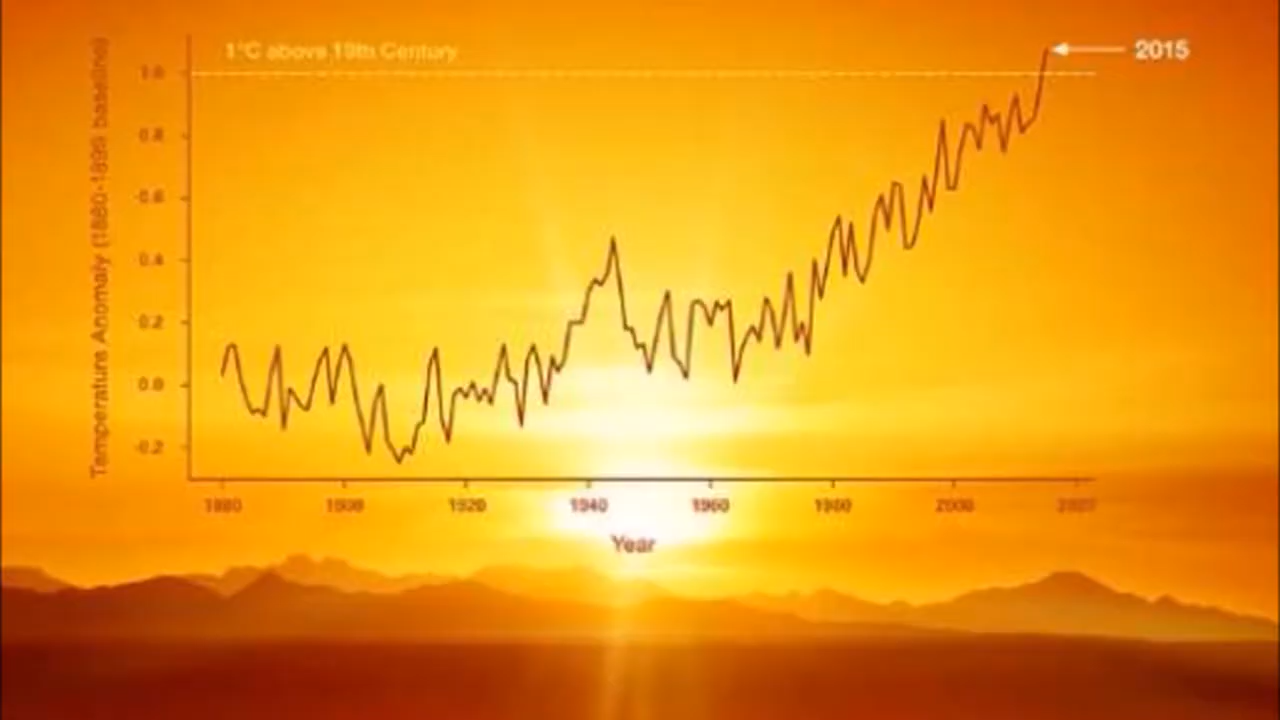 1°C above 19th Century
2015
Temperature Anomaly (1880-1899 baseline)
1.0
0.8
0.6
0.4
0.2
0.0
-0.2
1880 1900 1920 1940 1960 1980 2000 2020
Year